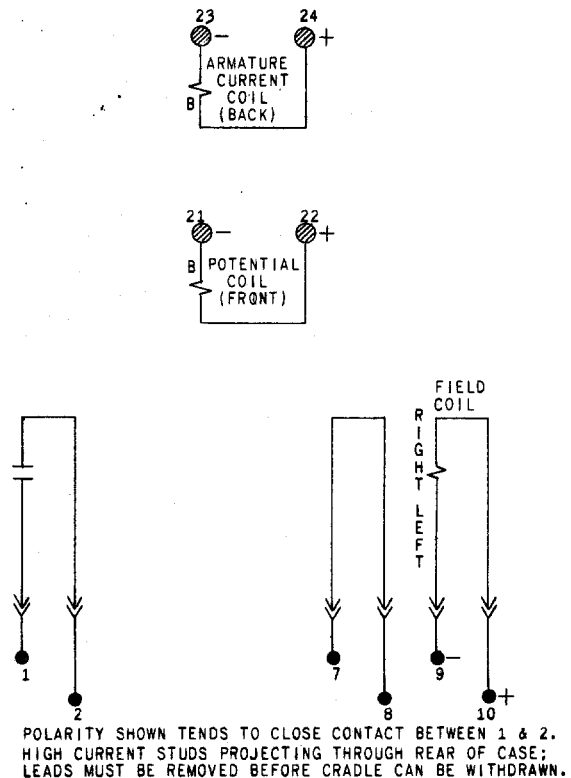 23 24
- +
ARMATURE
CURRENT
COIL
B
(BACK)
21 22
- +
B POTENTIAL
COIL
(FRONT)
FIELD
COIL
RIGHT LEFT
1 2 7 8 9 - 10 +
POLARITY SHOWN TENDS TO CLOSE CONTACT BETWEEN 1 & 2.
HIGH CURRENT STUDS PROJECTING THROUGH REAR OF CASE;
LEADS MUST BE REMOVED BEFORE CRADLE CAN BE WITHDRAWN.